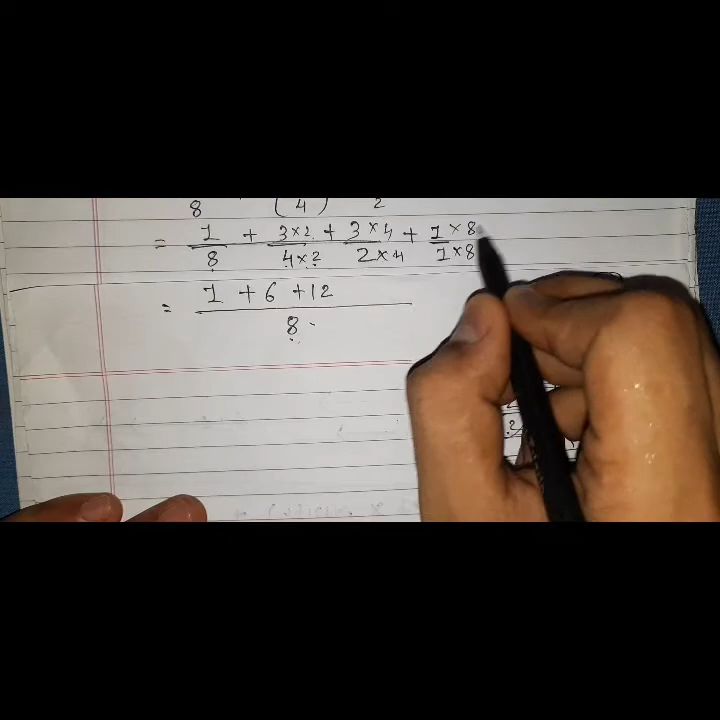 8 ( 4 ) 2
= 1/8 + 3×2/4×2 + 3×4/2×4 + 1×8/1×8
= 1 + 6 + 12
8